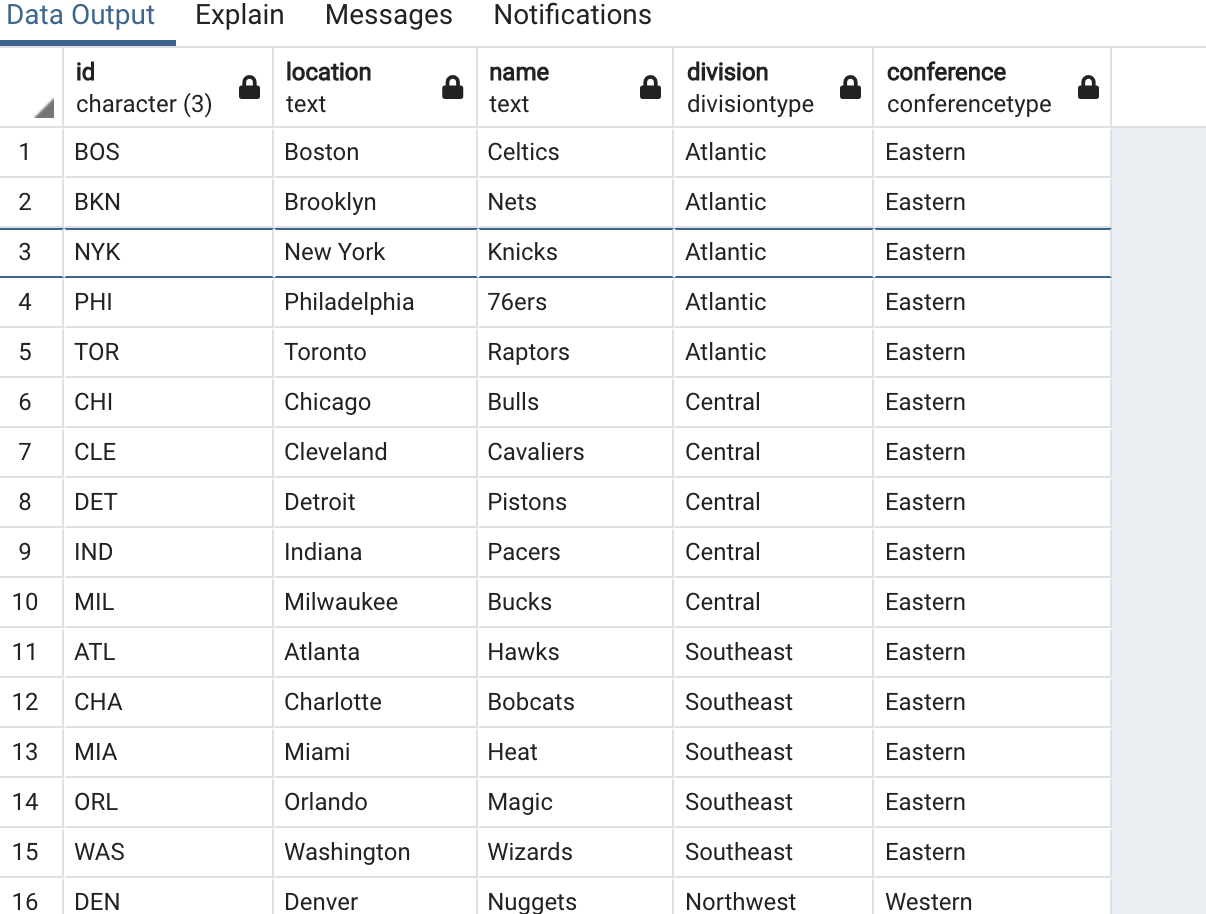 Data Output Explain Messages Notifications
id location name division conference
character (3) text text divisiontype conferencetype
1 BOS Boston Celtics Atlantic Eastern
2 BKN Brooklyn Nets Atlantic Eastern
3 NYK New York Knicks Atlantic Eastern
4 PHI Philadelphia 76ers Atlantic Eastern
5 TOR Toronto Raptors Atlantic Eastern
6 CHI Chicago Bulls Central Eastern
7 CLE Cleveland Cavaliers Central Eastern
8 DET Detroit Pistons Central Eastern
9 IND Indiana Pacers Central Eastern
10 MIL Milwaukee Bucks Central Eastern
11 ATL Atlanta Hawks Southeast Eastern
12 CHA Charlotte Bobcats Southeast Eastern
13 MIA Miami Heat Southeast Eastern
14 ORL Orlando Magic Southeast Eastern
15 WAS Washington Wizards Southeast Eastern
16 DEN Denver Nuggets Northwest Western